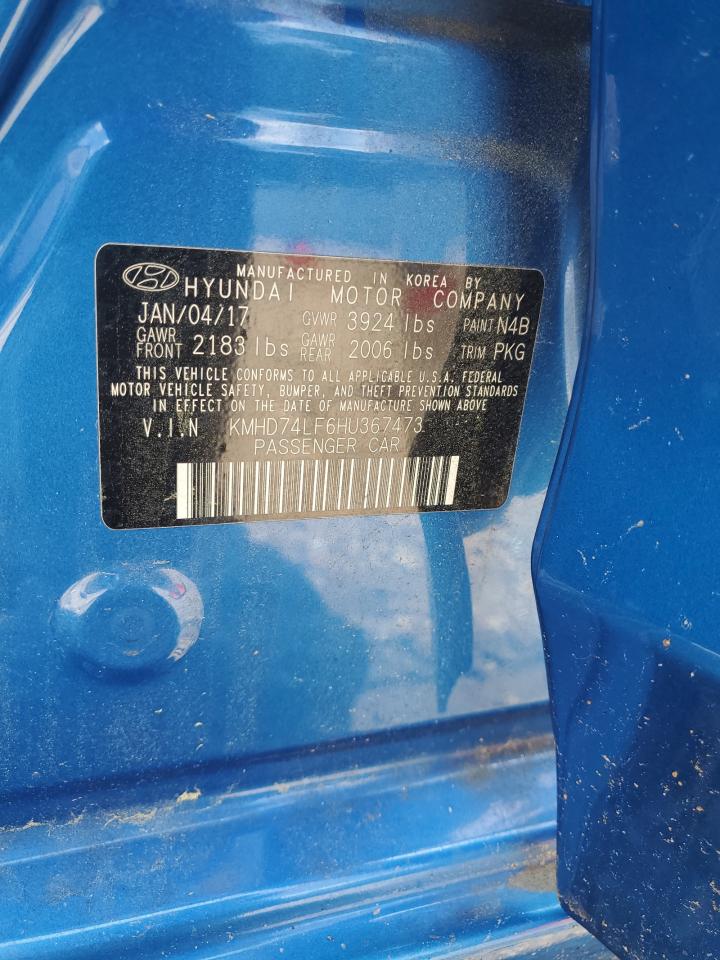 MANUFACTURED IN KOREA BY
HYUNDAI MOTOR COMPANY
JAN/04/17 GVWR 3924 lbs PAINT N4B
GAWR FRONT 2183 lbs GAWR REAR 2006 lbs TRIM PKG
THIS VEHICLE CONFORMS TO ALL APPLICABLE U.S.A. FEDERAL
MOTOR VEHICLE SAFETY, BUMPER, AND THEFT PREVENTION STANDARDS
IN EFFECT ON THE DATE OF MANUFACTURE SHOWN ABOVE
V.I.N KMHD74LF6HU367473
PASSENGER CAR